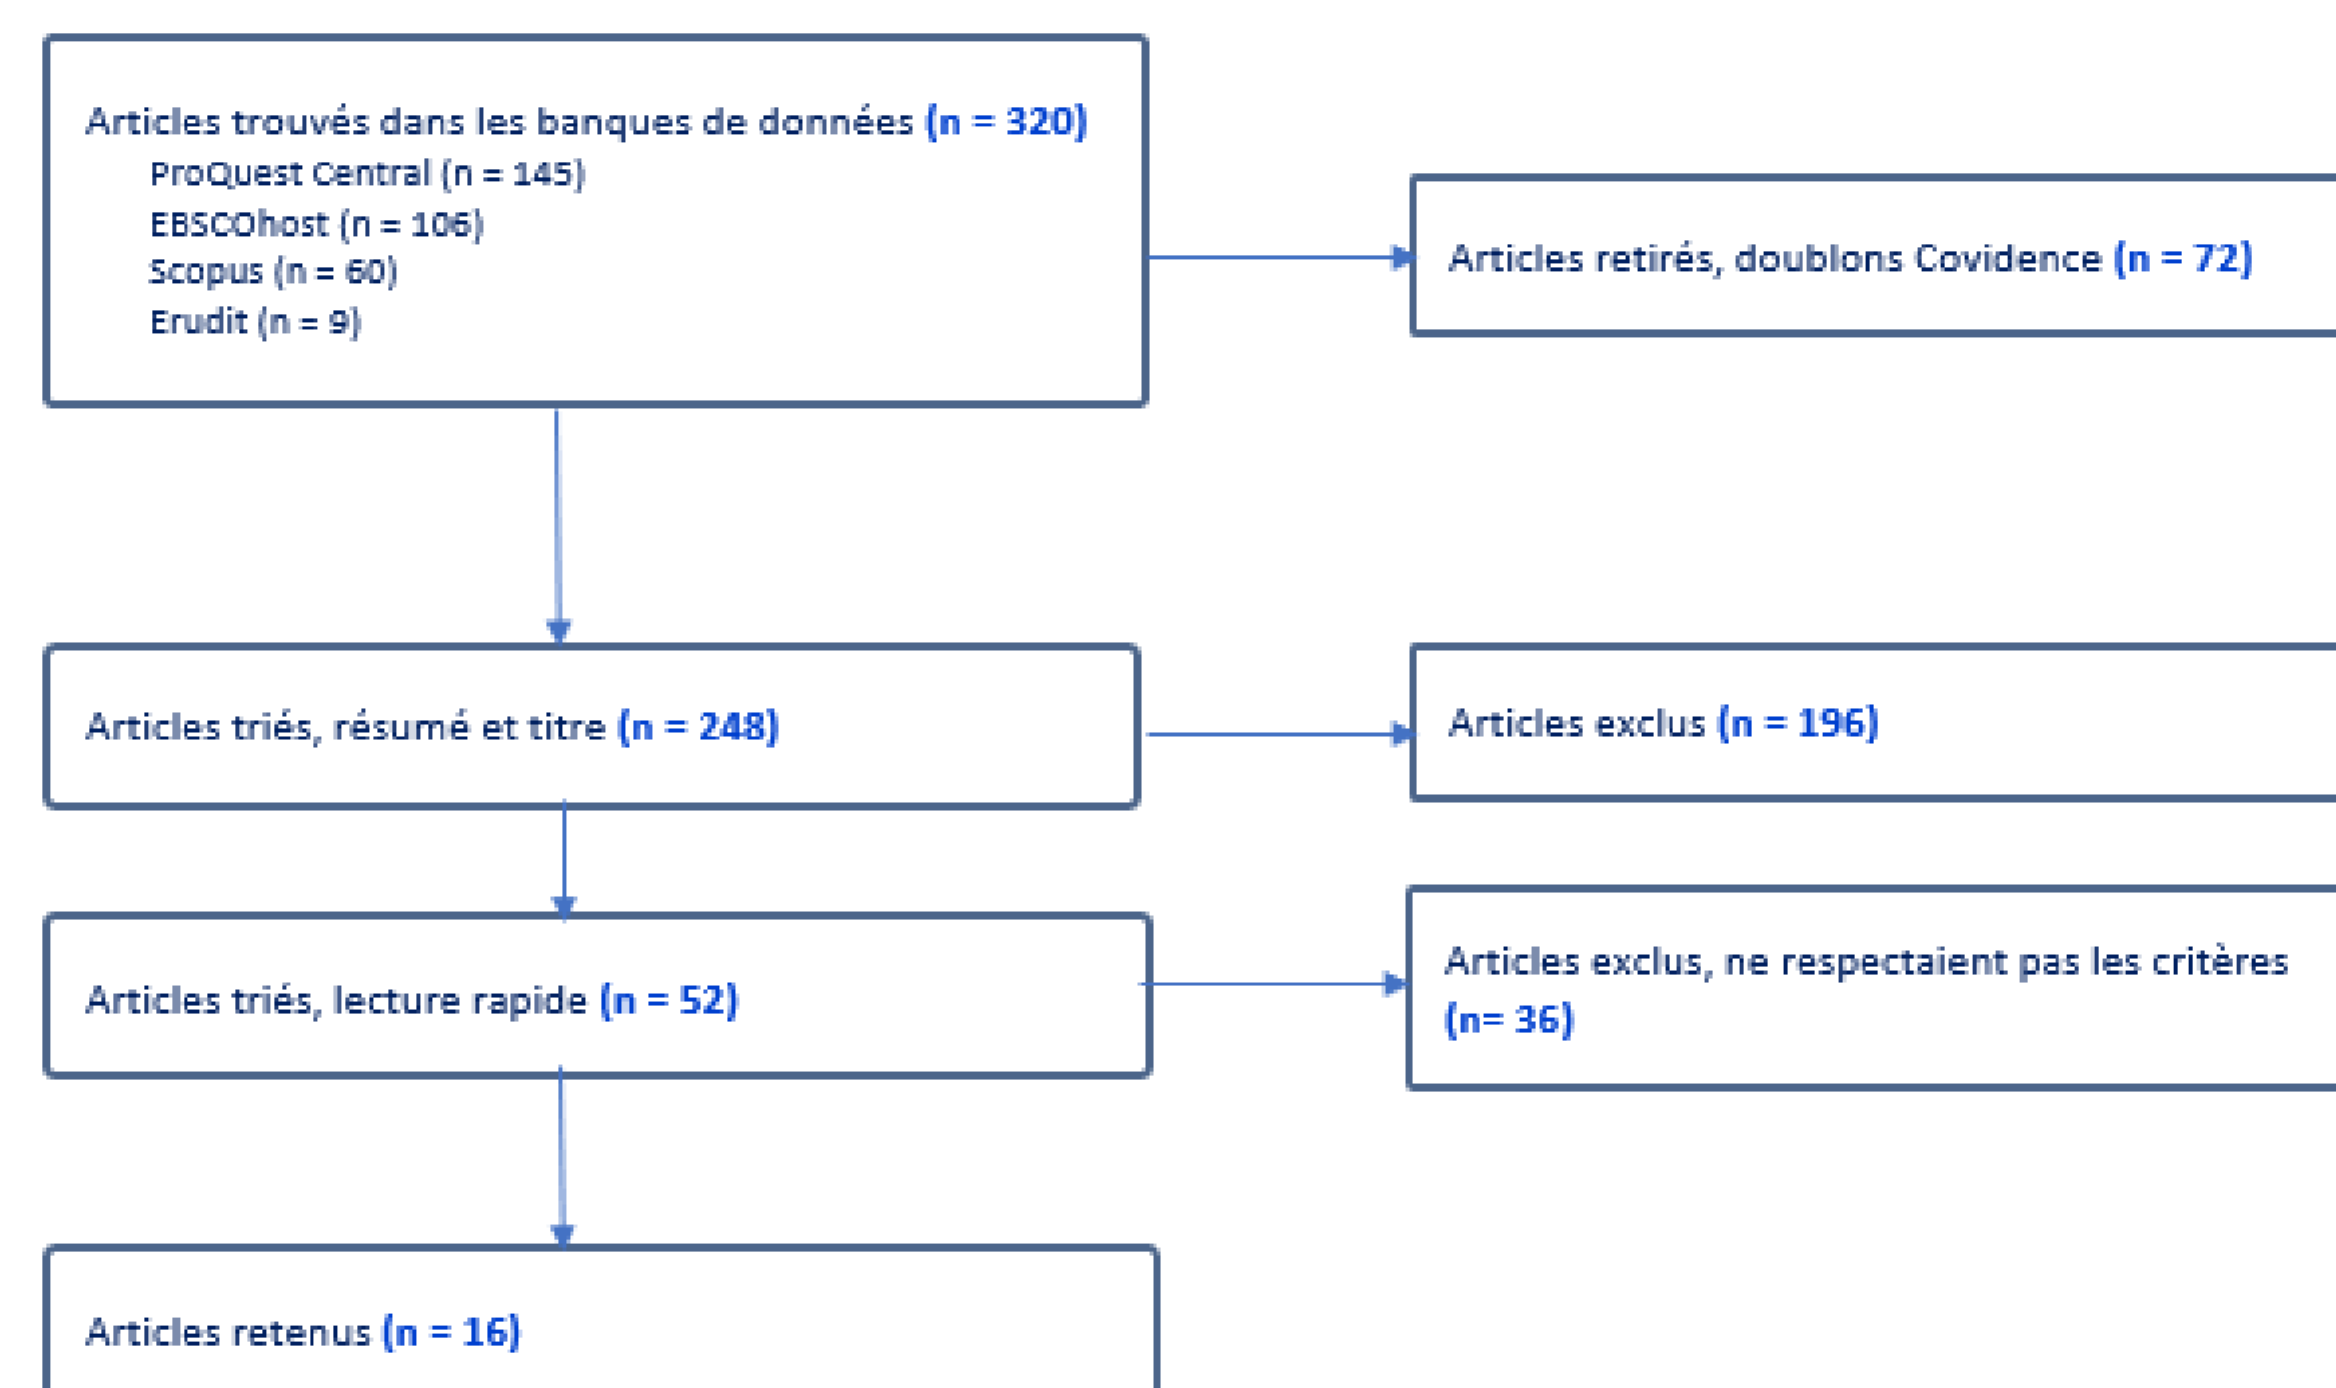 Articles trouvés dans les banques de données (n = 320)
ProQuest Central (n = 145)
EBSCOhost (n = 106)
Scopus (n = 60)
Erudit (n = 9)
Articles retirés, doublons Covidence (n = 72)
Articles triés, résumé et titre (n = 248)
Articles exclus (n = 196)
Articles triés, lecture rapide (n = 52)
Articles exclus, ne respectaient pas les critères
(n= 36)
Articles retenus (n = 16)